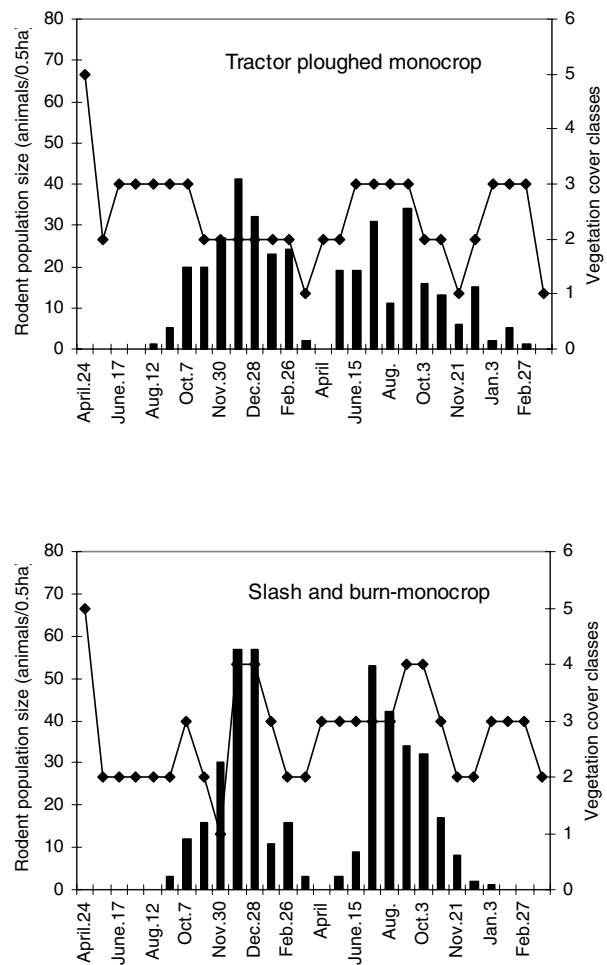 Tractor ploughed monocrop
Rodent population size (animals/0.5ha)
80
70
60
50
40
30
20
10
0
6
5
4
3
2
1
0
Vegetation cover classes
April.24
June.17
Aug.12
Oct.7
Nov.30
Dec.28
Feb.26
April
June.15
Aug.
Oct.3
Nov.21
Jan.3
Feb.27
Slash and burn-monocrop
Rodent population size (animals/0.5ha)
80
70
60
50
40
30
20
10
0
6
5
4
3
2
1
0
Vegetation cover classes
April.24
June.17
Aug.12
Oct.7
Nov.30
Dec.28
Feb.26
April
June.15
Aug.
Oct.3
Nov.21
Jan.3
Feb.27